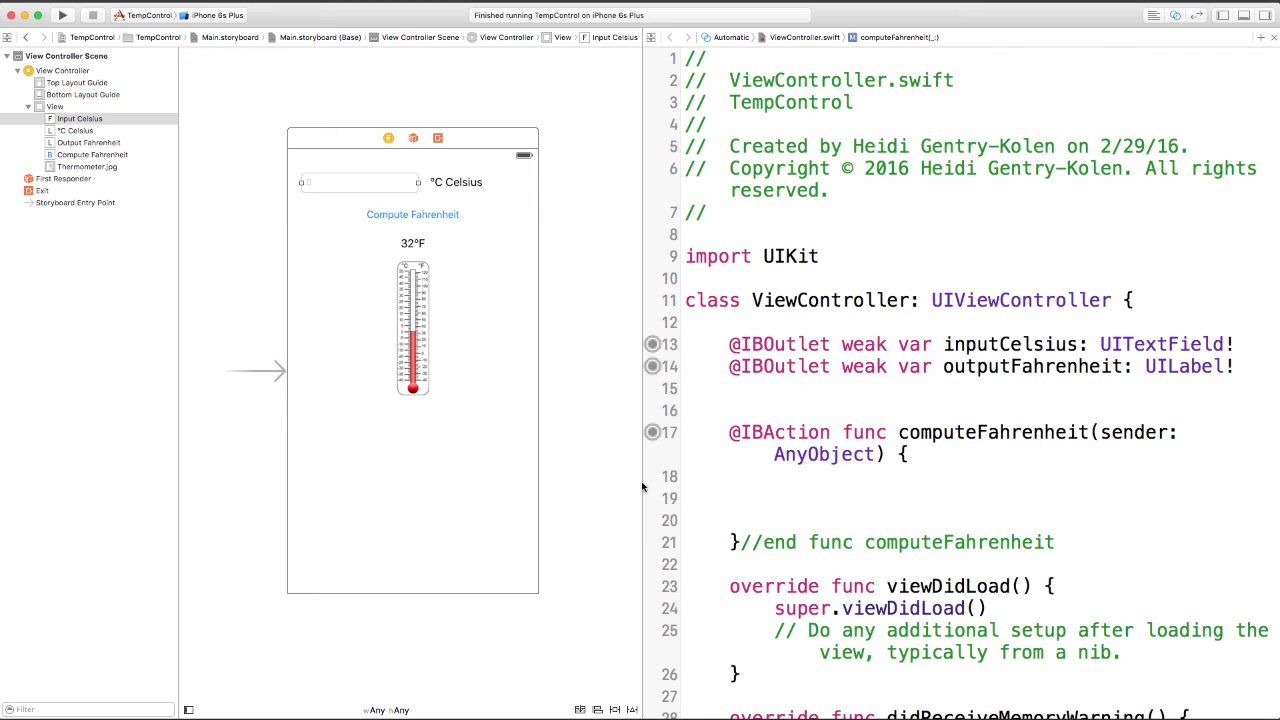 TempControl iPhone 6s Plus
Finished running TempControl on iPhone 6s Plus
TempControl TempControl Main.storyboard Main.storyboard (Base) View Controller Scene View Controller View F Input Celsius
Automatic ViewController.swift M computeFahrenheit(_:)
View Controller Scene
View Controller
Top Layout Guide
Bottom Layout Guide
View
F Input Celsius
L °C Celsius
L Output Fahrenheit
B Compute Fahrenheit
Thermometer.jpg
First Responder
Exit
Storyboard Entry Point
Filter
0 °C Celsius
Compute Fahrenheit
32°F
°C °F
wAny hAny
1 //
2 //  ViewController.swift
3 //  TempControl
4 //
5 //  Created by Heidi Gentry-Kolen on 2/29/16.
6 //  Copyright © 2016 Heidi Gentry-Kolen. All rights
reserved.
7 //
8
9 import UIKit
10
11 class ViewController: UIViewController {
12
13 @IBOutlet weak var inputCelsius: UITextField!
14 @IBOutlet weak var outputFahrenheit: UILabel!
15
16
17 @IBAction func computeFahrenheit(sender:
AnyObject) {
18
19
20
21 }//end func computeFahrenheit
22
23 override func viewDidLoad() {
24 super.viewDidLoad()
25 // Do any additional setup after loading the
view, typically from a nib.
26 }
27
28 override func didReceiveMemoryWarning() {